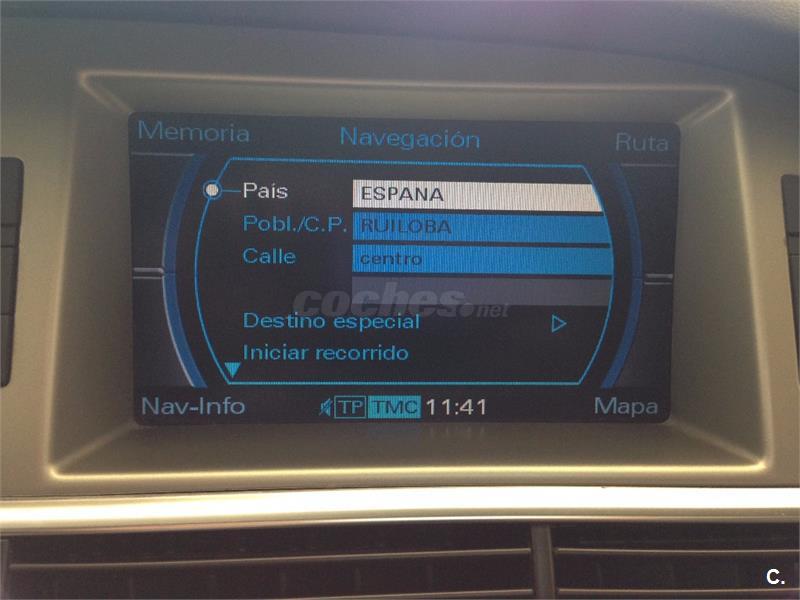 Memoria Navegación Ruta
País ESPANA
Pobl./C.P. RUILOBA
Calle centro
coches.net
Destino especial
Iniciar recorrido
Nav-Info TP TMC 11:41 Mapa
C.